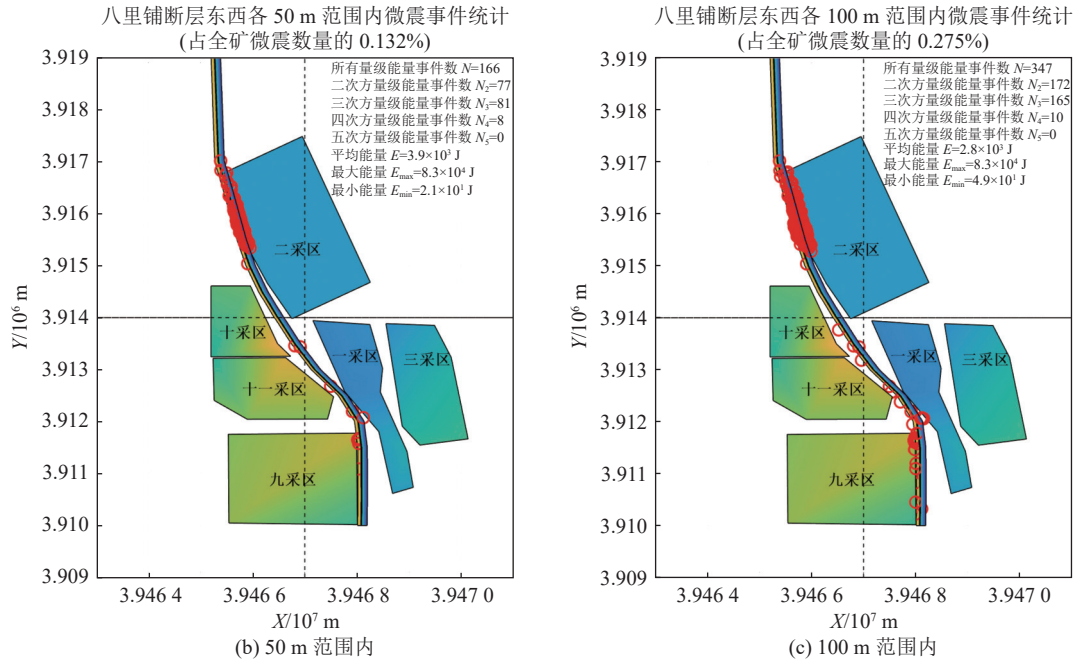 八里铺断层东西各 50 m 范围内微震事件统计
(占全矿微震数量的 0.132%)
所有量级能量事件数 N=166
二次方量级能量事件数 N₂=77
三次方量级能量事件数 N₃=81
四次方量级能量事件数 N₄=8
五次方量级能量事件数 N₅=0
平均能量 E=3.9×10³ J
最大能量 Emax=8.3×10⁴ J
最小能量 Emin=2.1×10¹ J
3.919
3.918
3.917
3.916
3.915
3.914
3.913
3.912
3.911
3.910
3.909
Y/10⁶ m
二采区
十采区
一采区
三采区
十一采区
九采区
3.946 4
3.946 6
3.946 8
3.947 0
X/10⁷ m
(b) 50 m 范围内
八里铺断层东西各 100 m 范围内微震事件统计
(占全矿微震数量的 0.275%)
所有量级能量事件数 N=347
二次方量级能量事件数 N₂=172
三次方量级能量事件数 N₃=165
四次方量级能量事件数 N₄=10
五次方量级能量事件数 N₅=0
平均能量 E=2.8×10³ J
最大能量 Emax=8.3×10⁴ J
最小能量 Emin=4.9×10¹ J
3.919
3.918
3.917
3.916
3.915
3.914
3.913
3.912
3.911
3.910
3.909
Y/10⁶ m
二采区
十采区
一采区
三采区
十一采区
九采区
3.946 4
3.946 6
3.946 8
3.947 0
X/10⁷ m
(c) 100 m 范围内